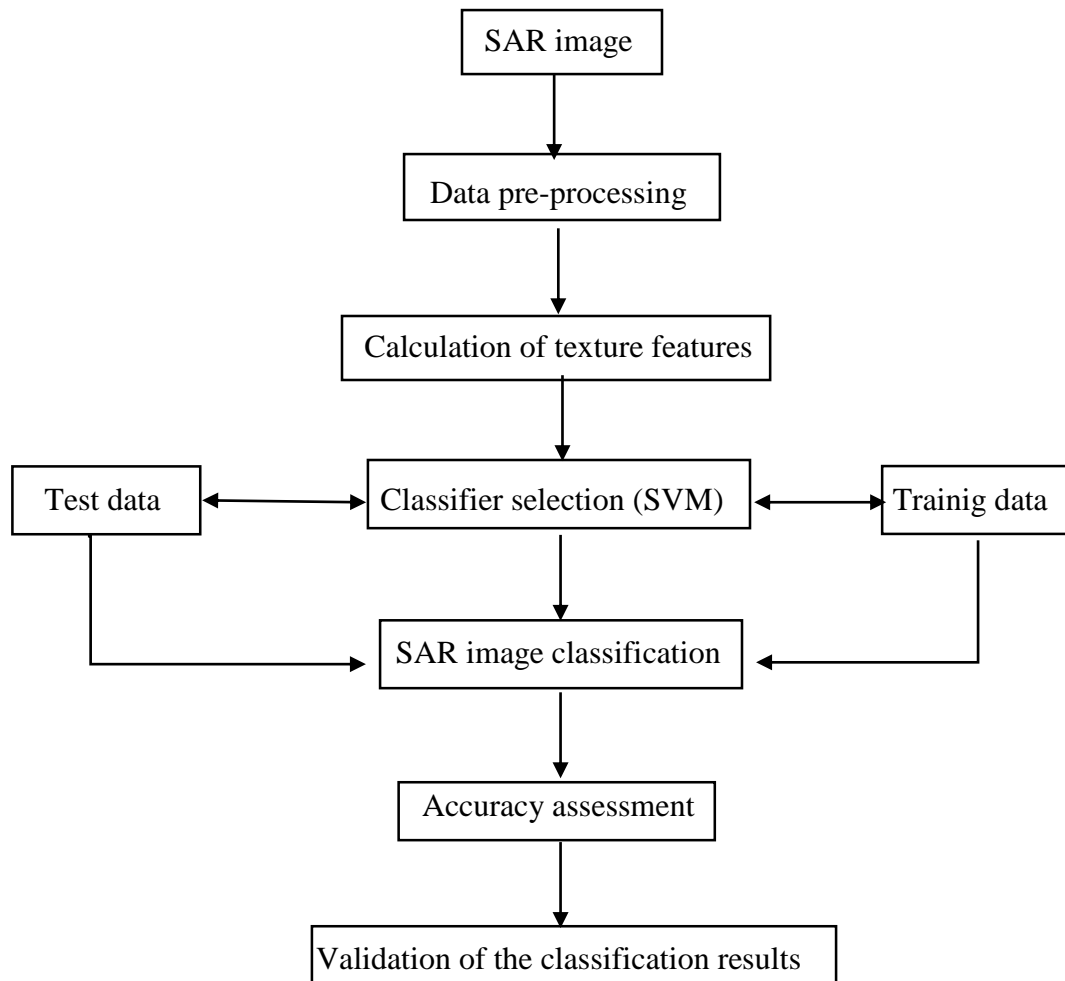 SAR image
Data pre-processing
Calculation of texture features
Test data
Classifier selection (SVM)
Trainig data
SAR image classification
Accuracy assessment
Validation of the classification results